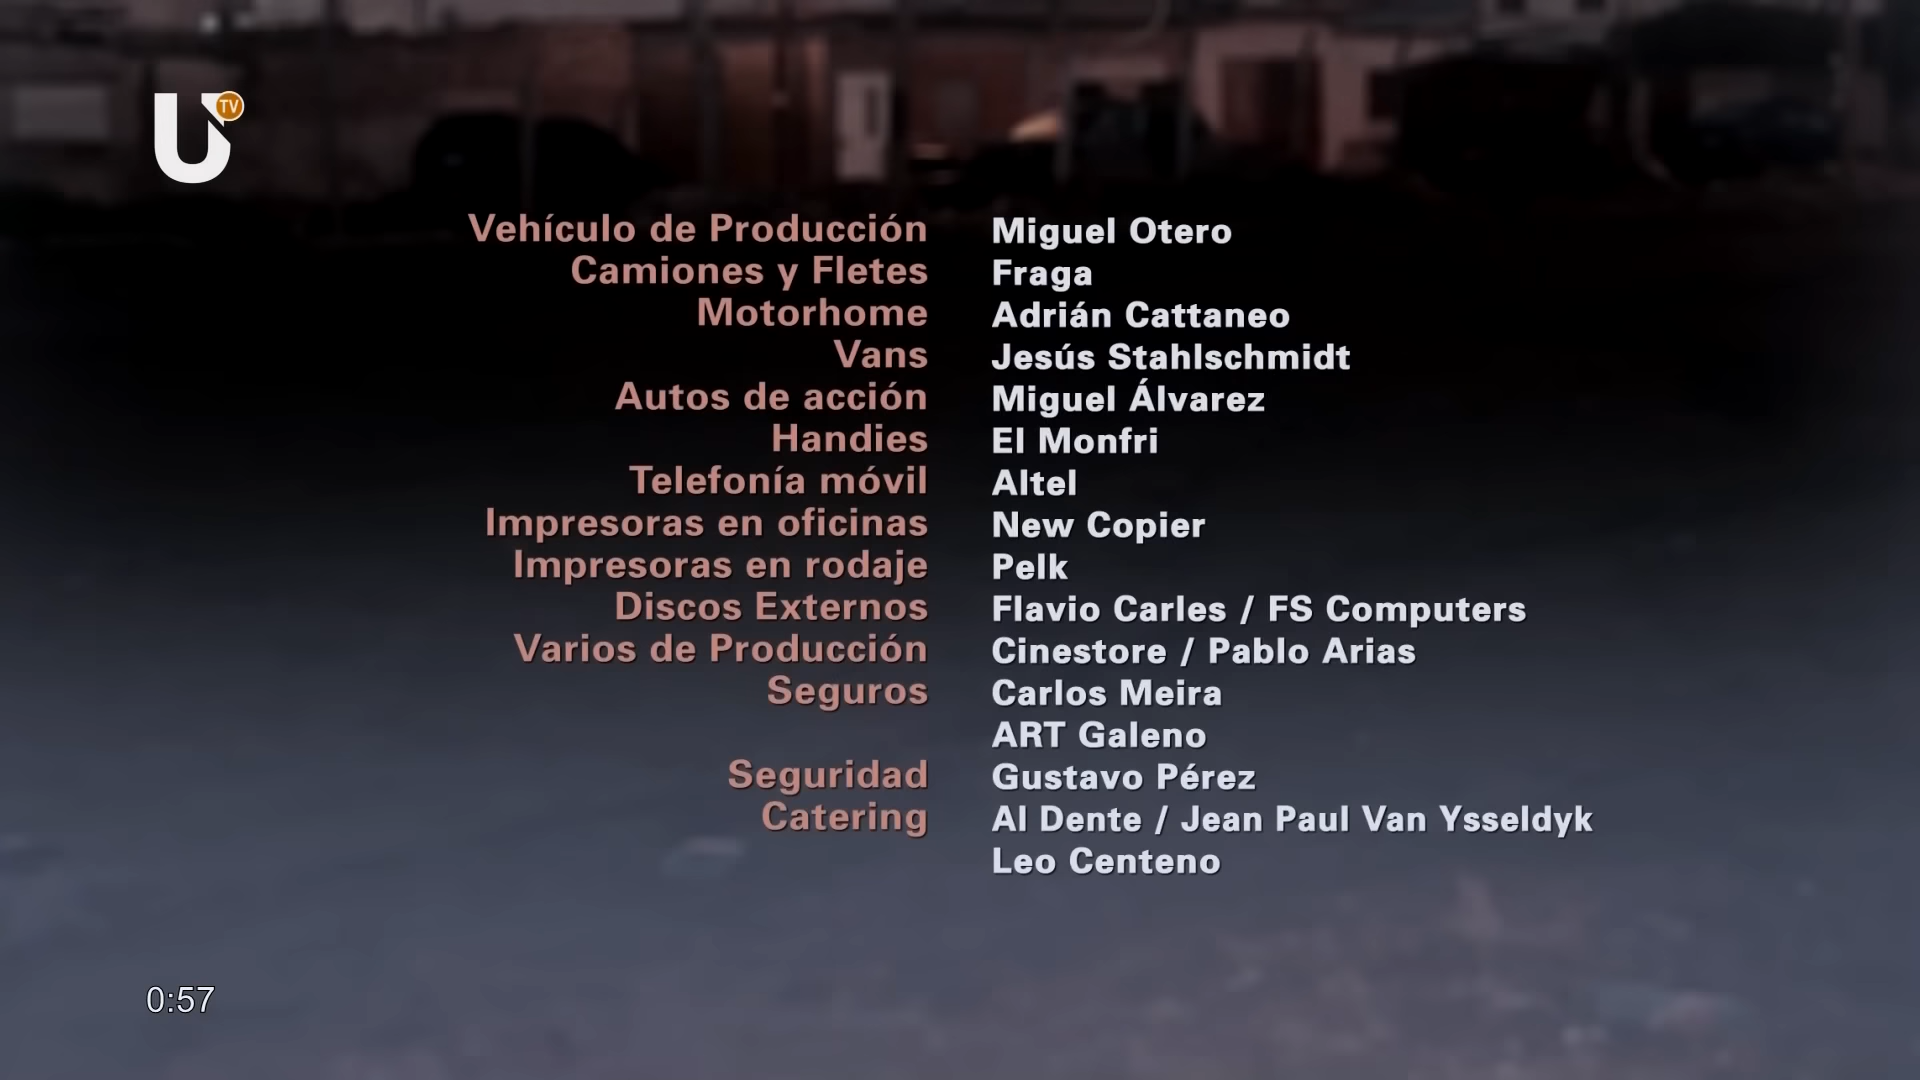 U TV
Vehículo de Producción Miguel Otero
Camiones y Fletes Fraga
Motorhome Adrián Cattaneo
Vans Jesús Stahlschmidt
Autos de acción Miguel Álvarez
Handies El Monfri
Telefonía móvil Altel
Impresoras en oficinas New Copier
Impresoras en rodaje Pelk
Discos Externos Flavio Carles / FS Computers
Varios de Producción Cinestore / Pablo Arias
Seguros Carlos Meira
ART Galeno
Seguridad Gustavo Pérez
Catering Al Dente / Jean Paul Van Ysseldyk
Leo Centeno
0:57